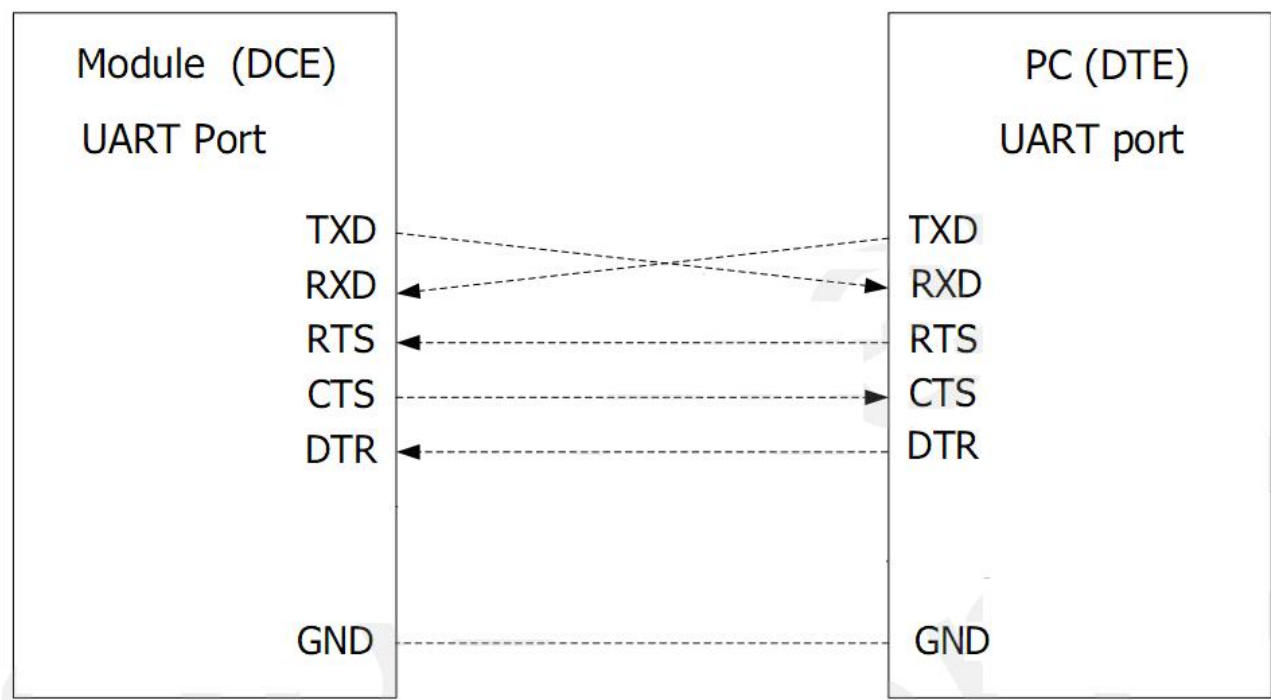 Module (DCE)
UART Port
TXD
RXD
RTS
CTS
DTR
GND
PC (DTE)
UART port
TXD
RXD
RTS
CTS
DTR
GND